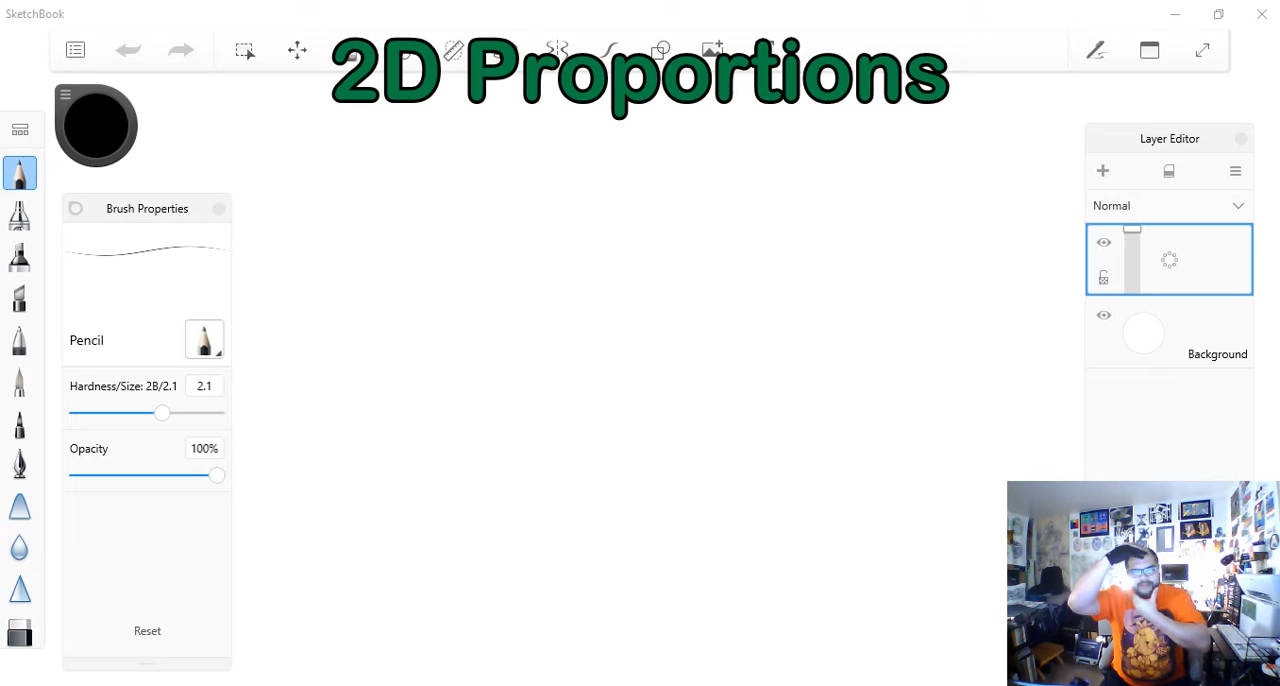 SketchBook
2D Proportions
Layer Editor
Brush Properties
Normal
Pencil
Background
Hardness/Size: 2B/2.1
2.1
Opacity
100%
Reset